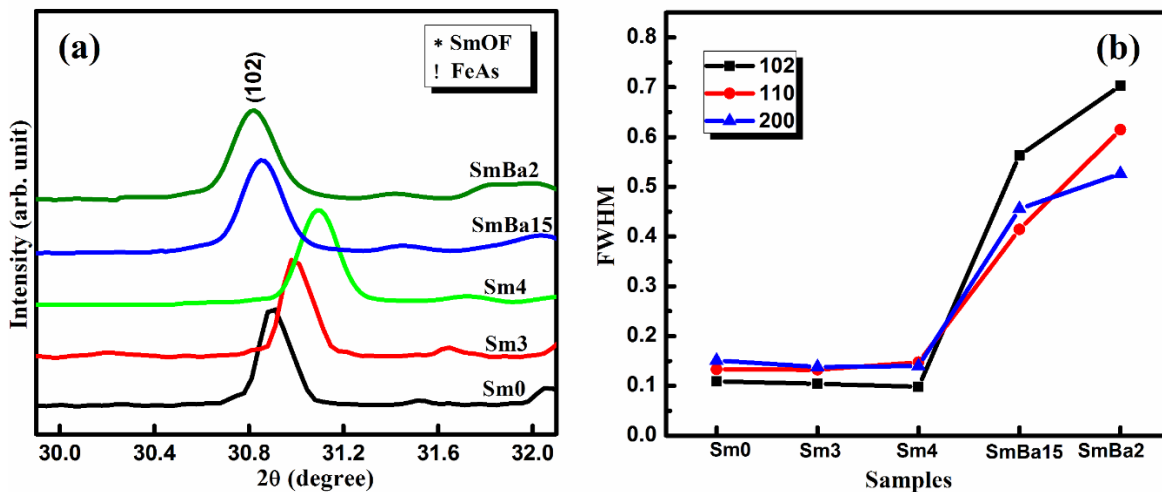 (a)
* SmOF
! FeAs
(102)
SmBa2
SmBa15
Sm4
Sm3
Sm0
Intensity (arb. unit)
30.0 30.4 30.8 31.2 31.6 32.0
2θ (degree)
(b)
102
110
200
0.8
0.7
0.6
0.5
0.4
0.3
0.2
0.1
0.0
FWHM
Sm0 Sm3 Sm4 SmBa15 SmBa2
Samples